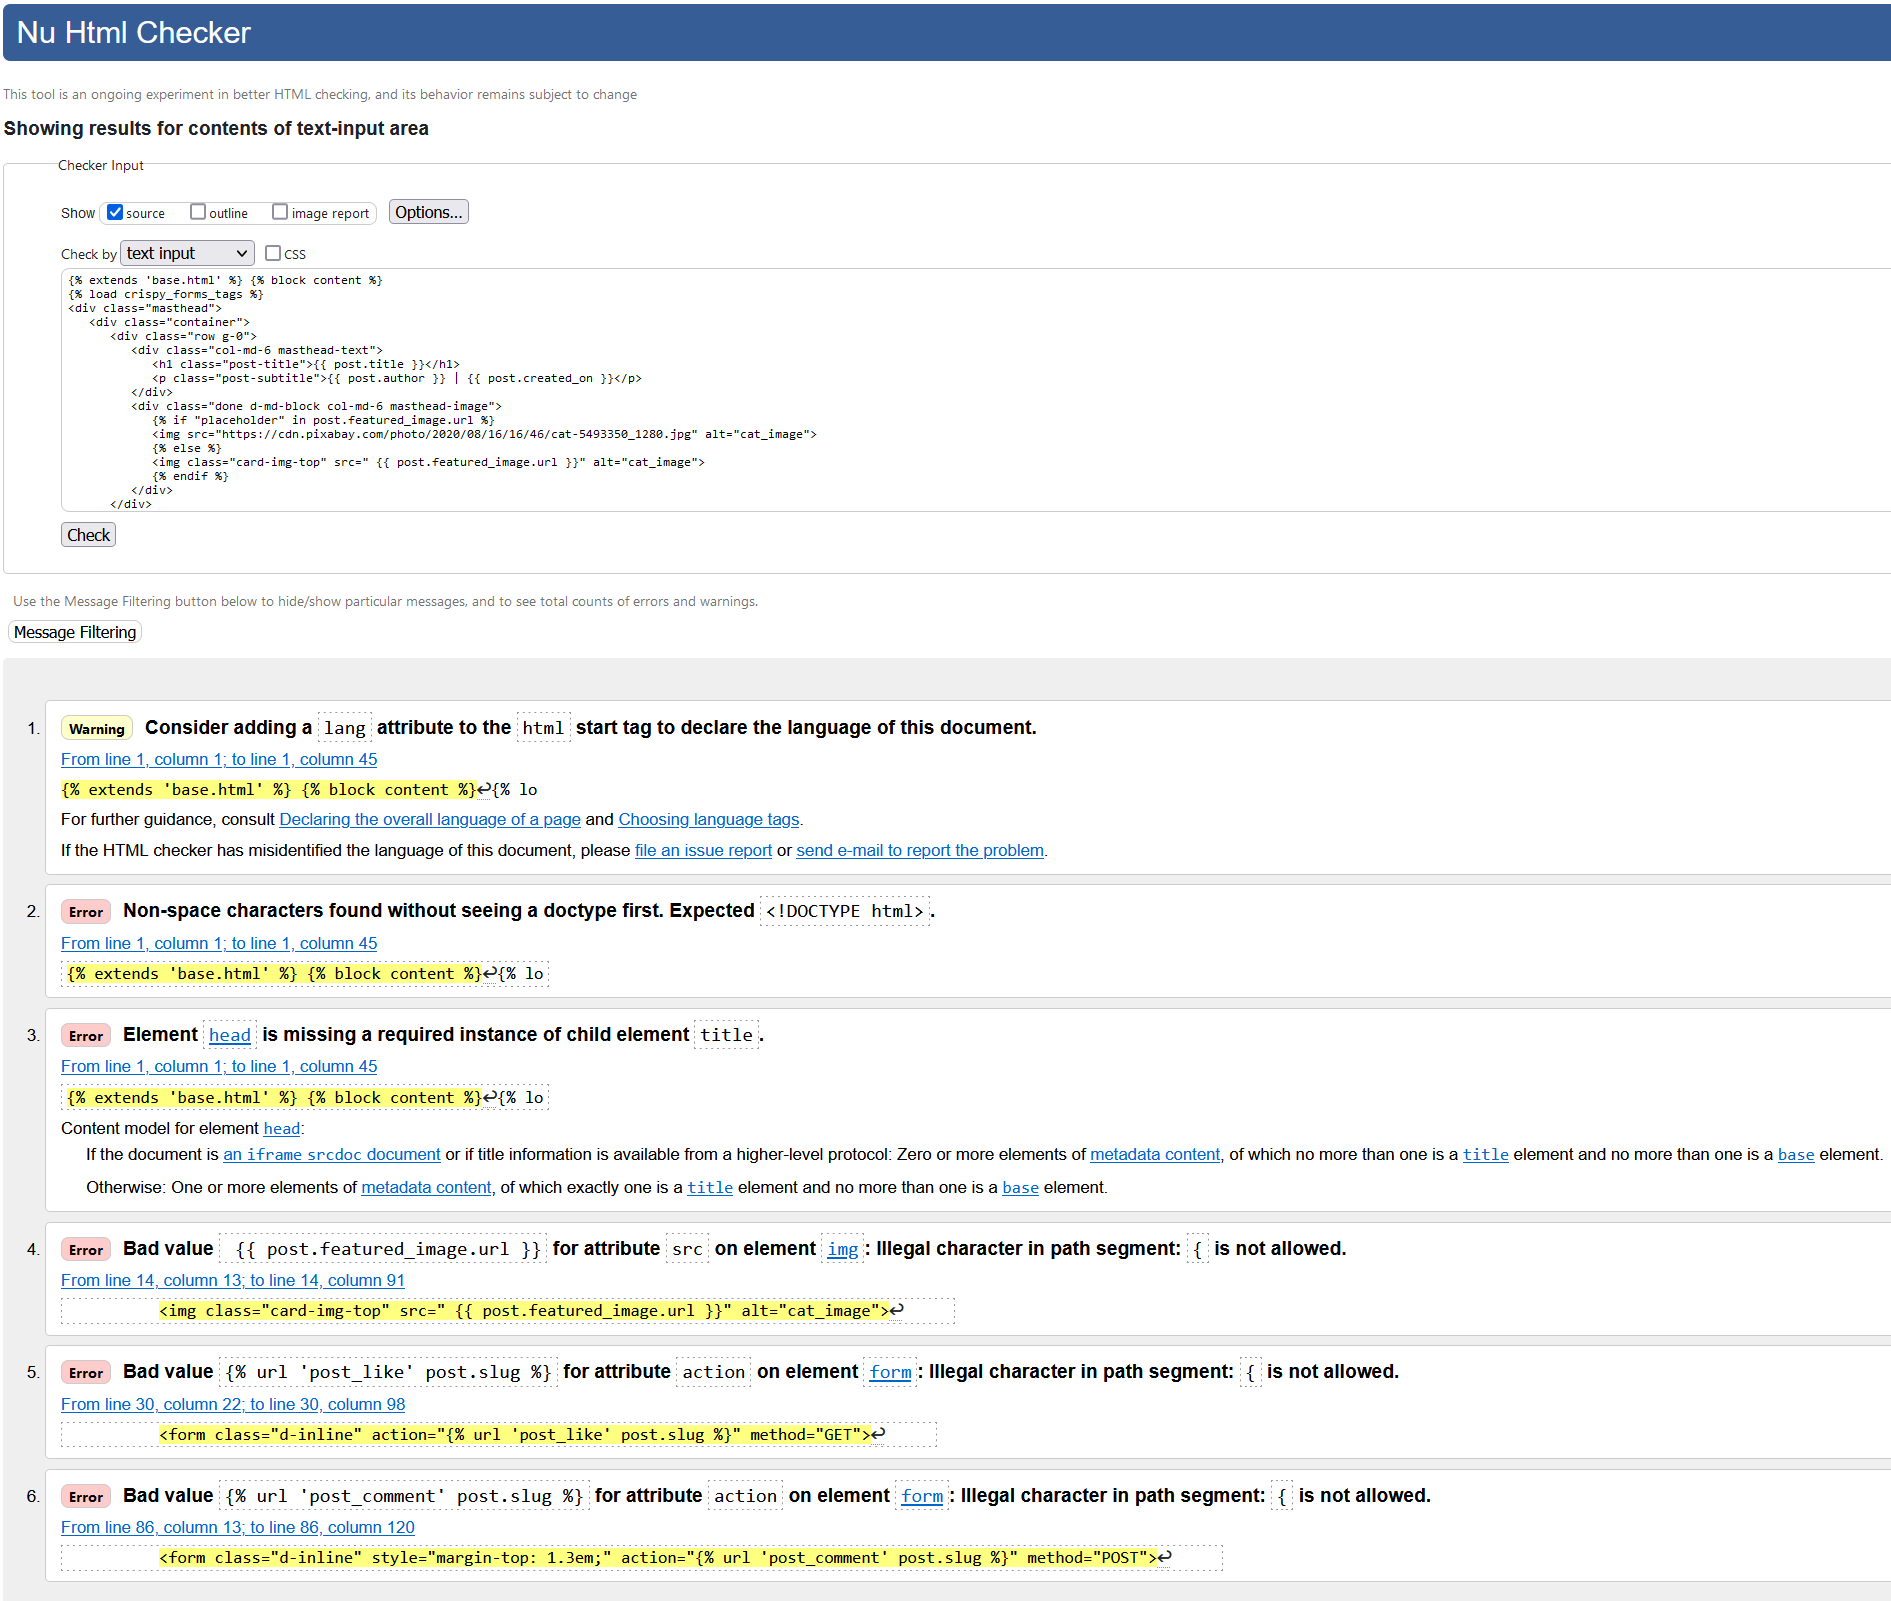 Nu Html Checker
This tool is an ongoing experiment in better HTML checking, and its behavior remains subject to change
Showing results for contents of text-input area
Checker Input
Show source outline image report Options...
Check by text input CSS
{% extends 'base.html' %} {% block content %}
{% load crispy_forms_tags %}
<div class="masthead">
<div class="container">
<div class="row g-0">
<div class="col-md-6 masthead-text">
<h1 class="post-title">{{ post.title }}</h1>
<p class="post-subtitle">{{ post.author }} | {{ post.created_on }}</p>
</div>
<div class="done d-md-block col-md-6 masthead-image">
{% if "placeholder" in post.featured_image.url %}
<img src="https://cdn.pixabay.com/photo/2020/08/16/16/46/cat-5493350_1280.jpg" alt="cat_image">
{% else %}
<img class="card-img-top" src=" {{ post.featured_image.url }}" alt="cat_image">
{% endif %}
</div>
</div>
Check
Use the Message Filtering button below to hide/show particular messages, and to see total counts of errors and warnings.
Message Filtering
1. Warning Consider adding a lang attribute to the html start tag to declare the language of this document.
From line 1, column 1; to line 1, column 45
{% extends 'base.html' %} {% block content %}↩{% lo
For further guidance, consult Declaring the overall language of a page and Choosing language tags.
If the HTML checker has misidentified the language of this document, please file an issue report or send e-mail to report the problem.
2. Error Non-space characters found without seeing a doctype first. Expected <!DOCTYPE html>.
From line 1, column 1; to line 1, column 45
{% extends 'base.html' %} {% block content %}↩{% lo
3. Error Element head is missing a required instance of child element title.
From line 1, column 1; to line 1, column 45
{% extends 'base.html' %} {% block content %}↩{% lo
Content model for element head:
If the document is an iframe srcdoc document or if title information is available from a higher-level protocol: Zero or more elements of metadata content, of which no more than one is a title element and no more than one is a base element.
Otherwise: One or more elements of metadata content, of which exactly one is a title element and no more than one is a base element.
4. Error Bad value {{ post.featured_image.url }} for attribute src on element img: Illegal character in path segment: { is not allowed.
From line 14, column 13; to line 14, column 91
<img class="card-img-top" src=" {{ post.featured_image.url }}" alt="cat_image">↩
5. Error Bad value {% url 'post_like' post.slug %} for attribute action on element form: Illegal character in path segment: { is not allowed.
From line 30, column 22; to line 30, column 98
<form class="d-inline" action="{% url 'post_like' post.slug %}" method="GET">↩
6. Error Bad value {% url 'post_comment' post.slug %} for attribute action on element form: Illegal character in path segment: { is not allowed.
From line 86, column 13; to line 86, column 120
<form class="d-inline" style="margin-top: 1.3em;" action="{% url 'post_comment' post.slug %}" method="POST">↩